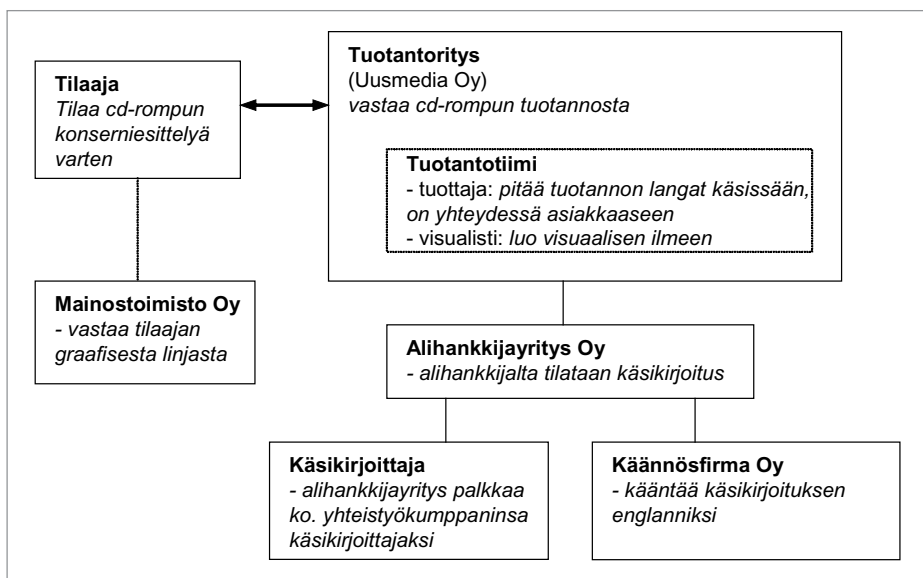 Tilaaja
Tilaa cd-rompun
konserniesittelyä
varten
Tuotantoritys
(Uusmedia Oy)
vastaa cd-rompun tuotannosta
Tuotantotiimi
- tuottaja: pitää tuotannon langat käsissään,
on yhteydessä asiakkaaseen
- visualisti: luo visuaalisen ilmeen
Mainostoimisto Oy
- vastaa tilaajan
graafisesta linjasta
Alihankkijayritys Oy
- alihankkijalta tilataan käsikirjoitus
Käsikirjoittaja
- alihankkijayritys palkkaa
ko. yhteistyökumppaninsa
käsikirjoittajaksi
Käännösfirma Oy
- kääntää käsikirjoituksen
englanniksi